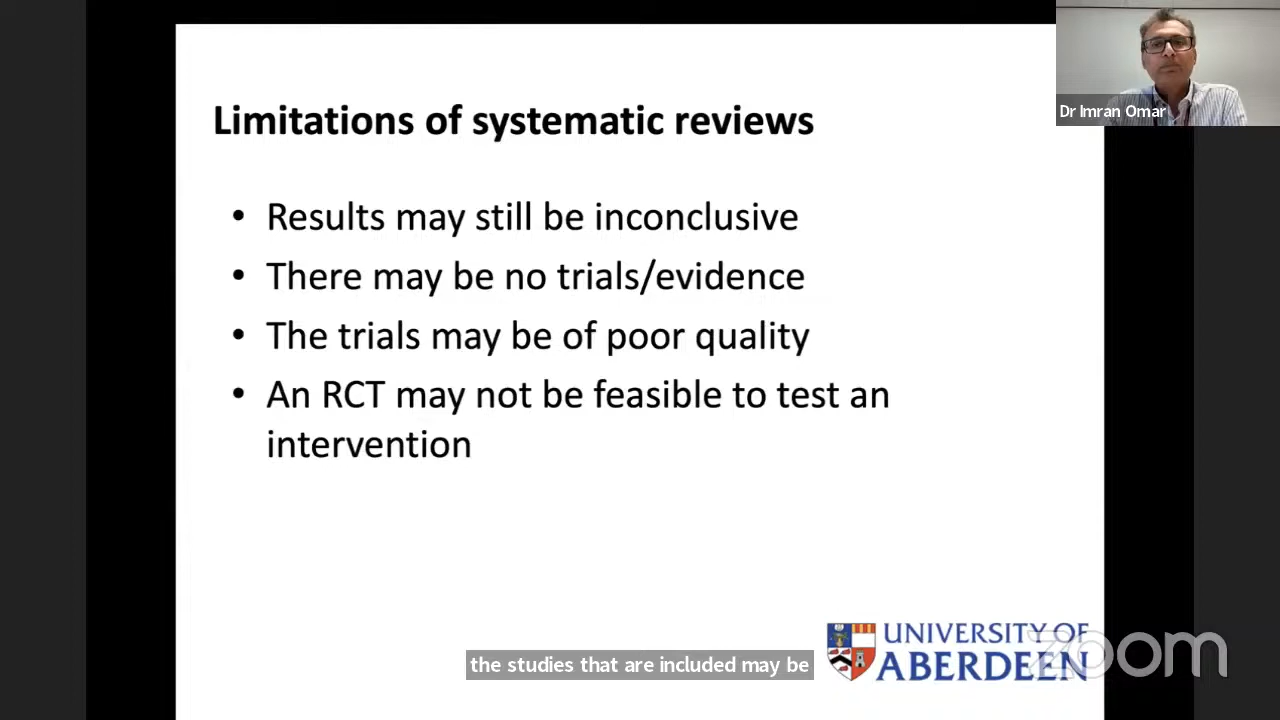 Dr Imran Omar
Limitations of systematic reviews
• Results may still be inconclusive
• There may be no trials/evidence
• The trials may be of poor quality
• An RCT may not be feasible to test an
intervention
the studies that are included may be
UNIVERSITY OF
ABERDEEN
zoom